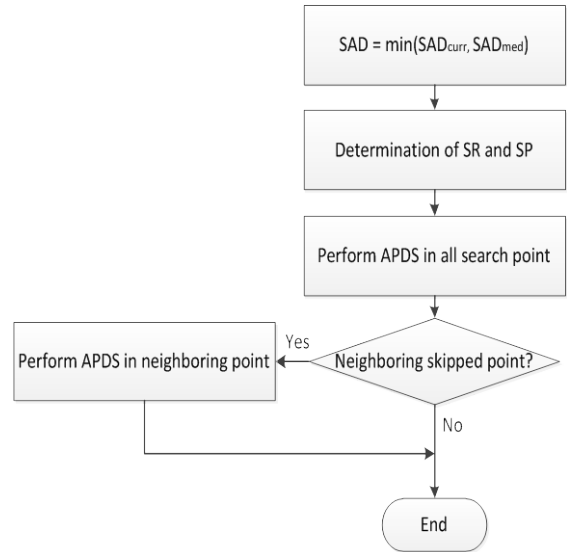 SAD = min(SADcurr, SADmed)
Determination of SR and SP
Perform APDS in all search point
Yes
Perform APDS in neighboring point
Neighboring skipped point?
No
End